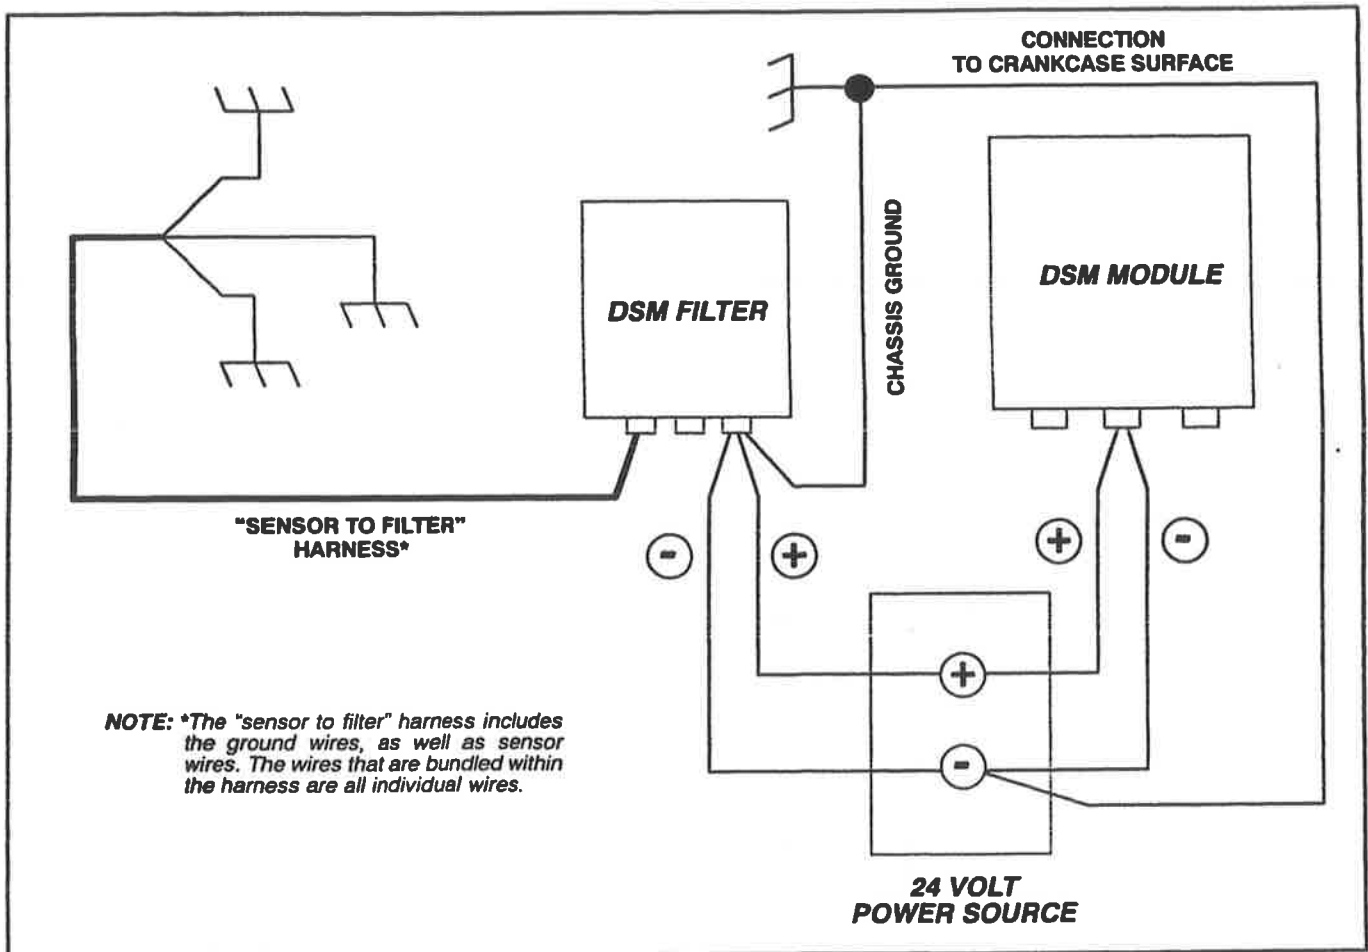 CONNECTION
TO CRANKCASE SURFACE
CHASSIS GROUND
DSM FILTER
DSM MODULE
"SENSOR TO FILTER"
HARNESS*
-
+
+
-
+
-
NOTE: *The "sensor to filter" harness includes
the ground wires, as well as sensor
wires. The wires that are bundled within
the harness are all individual wires.
24 VOLT
POWER SOURCE